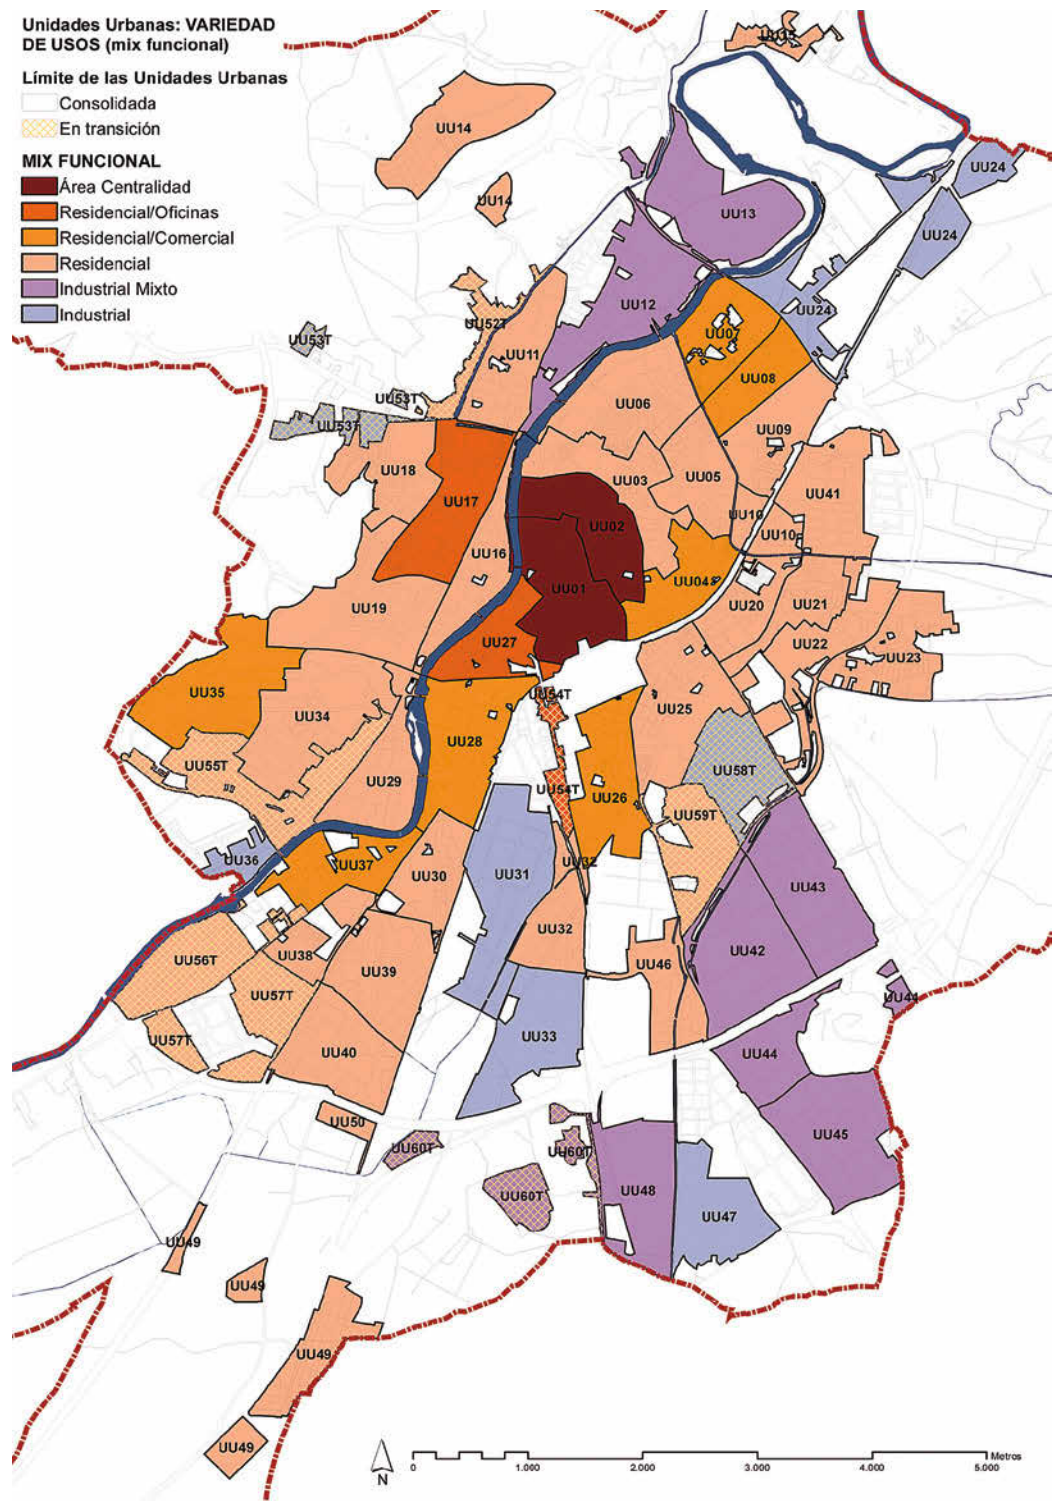 Unidades Urbanas: VARIEDAD
DE USOS (mix funcional)
Límite de las Unidades Urbanas
Consolidada
En transición
MIX FUNCIONAL
Área Centralidad
Residencial/Oficinas
Residencial/Comercial
Residencial
Industrial Mixto
Industrial
UU15
UU14
UU24
UU14
UU13
UU24
UU12
UU24
UU52T
UU07
UU53T
UU11
UU08
UU53T
UU06
UU53T
UU09
UU18
UU03
UU05
UU17
UU41
UU10
UU02
UU10
UU16
UU04
UU01
UU19
UU20
UU21
UU27
UU22
UU23
UU35
UU54T
UU34
UU28
UU25
UU55T
UU58T
UU29
UU54T
UU26
UU59T
UU36
UU37
UU32
UU30
UU31
UU43
UU32
UU42
UU56T
UU38
UU39
UU46
UU57T
UU44
UU57T
UU33
UU40
UU44
UU50
UU45
UU60T
UU60T
UU60T
UU48
UU47
UU49
UU49
UU49
UU49
N
0 1.000 2.000 3.000 4.000 5.000
Metros